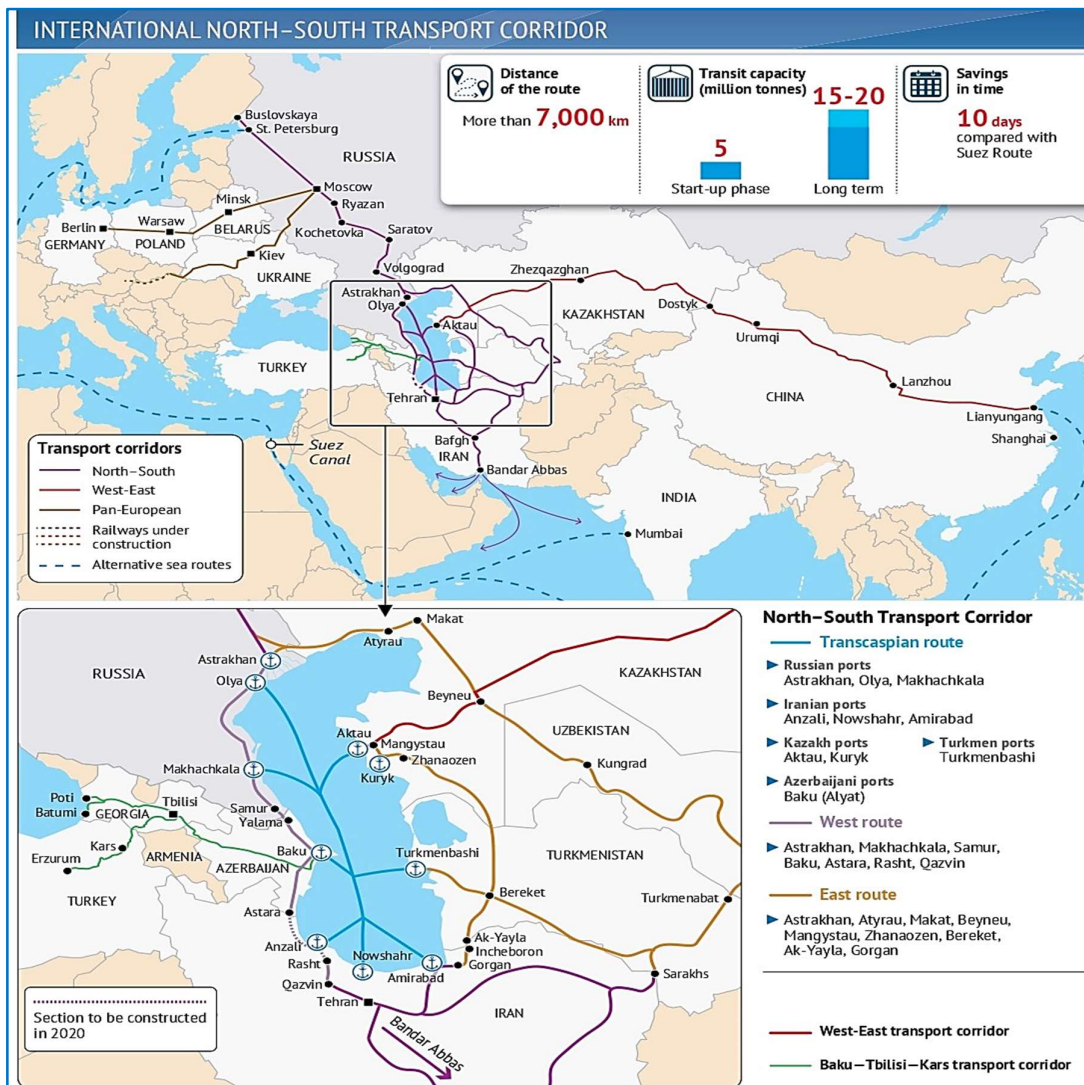 INTERNATIONAL NORTH–SOUTH TRANSPORT CORRIDOR
Distance
of the route
More than 7,000 km
Transit capacity
(million tonnes)
15-20
5
Start-up phase
Long term
Savings
in time
10 days
compared with
Suez Route
Buslovskaya
St. Petersburg
RUSSIA
Moscow
Ryazan
Minsk
Warsaw
Berlin
BELARUS
GERMANY
POLAND
Kochetovka
Saratov
Kiev
UKRAINE
Volgograd
Zhezqazghan
Astrakhan
Olya
Aktau
KAZAKHSTAN
Dostyk
Urumqi
TURKEY
Tehran
CHINA
Lanzhou
Lianyungang
Shanghai
Suez
Canal
Bafgh
IRAN
Bandar Abbas
INDIA
Mumbai
Transport corridors
North–South
West-East
Pan-European
Railways under
construction
Alternative sea routes
Makat
Atyrau
Astrakhan
RUSSIA
Olya
KAZAKHSTAN
Beyneu
UZBEKISTAN
Aktau
Mangystau
Zhanaozen
Kuryk
Kungrad
Makhachkala
Poti
Batumi
Tbilisi
GEORGIA
Samur
Yalama
Kars
Erzurum
ARMENIA
AZERBAIJAN
Baku
Turkmenbashi
TURKMENISTAN
Bereket
Turkmenabat
TURKEY
Astara
Anzali
Nowshahr
Ak-Yayla
Incheboron
Gorgan
Rasht
Amirabad
Sarakhs
Qazvin
Tehran
IRAN
Bandar Abbas
Section to be constructed
in 2020
North–South Transport Corridor
Transcaspian route
Russian ports
Astrakhan, Olya, Makhachkala
Iranian ports
Anzali, Nowshahr, Amirabad
Kazakh ports
Aktau, Kuryk
Turkmen ports
Turkmenbashi
Azerbaijani ports
Baku (Alyat)
West route
Astrakhan, Makhachkala, Samur,
Baku, Astara, Rasht, Qazvin
East route
Astrakhan, Atyrau, Makat, Beyneu,
Mangystau, Zhanaozen, Bereket,
Ak-Yayla, Gorgan
West-East transport corridor
Baku–Tbilisi–Kars transport corridor